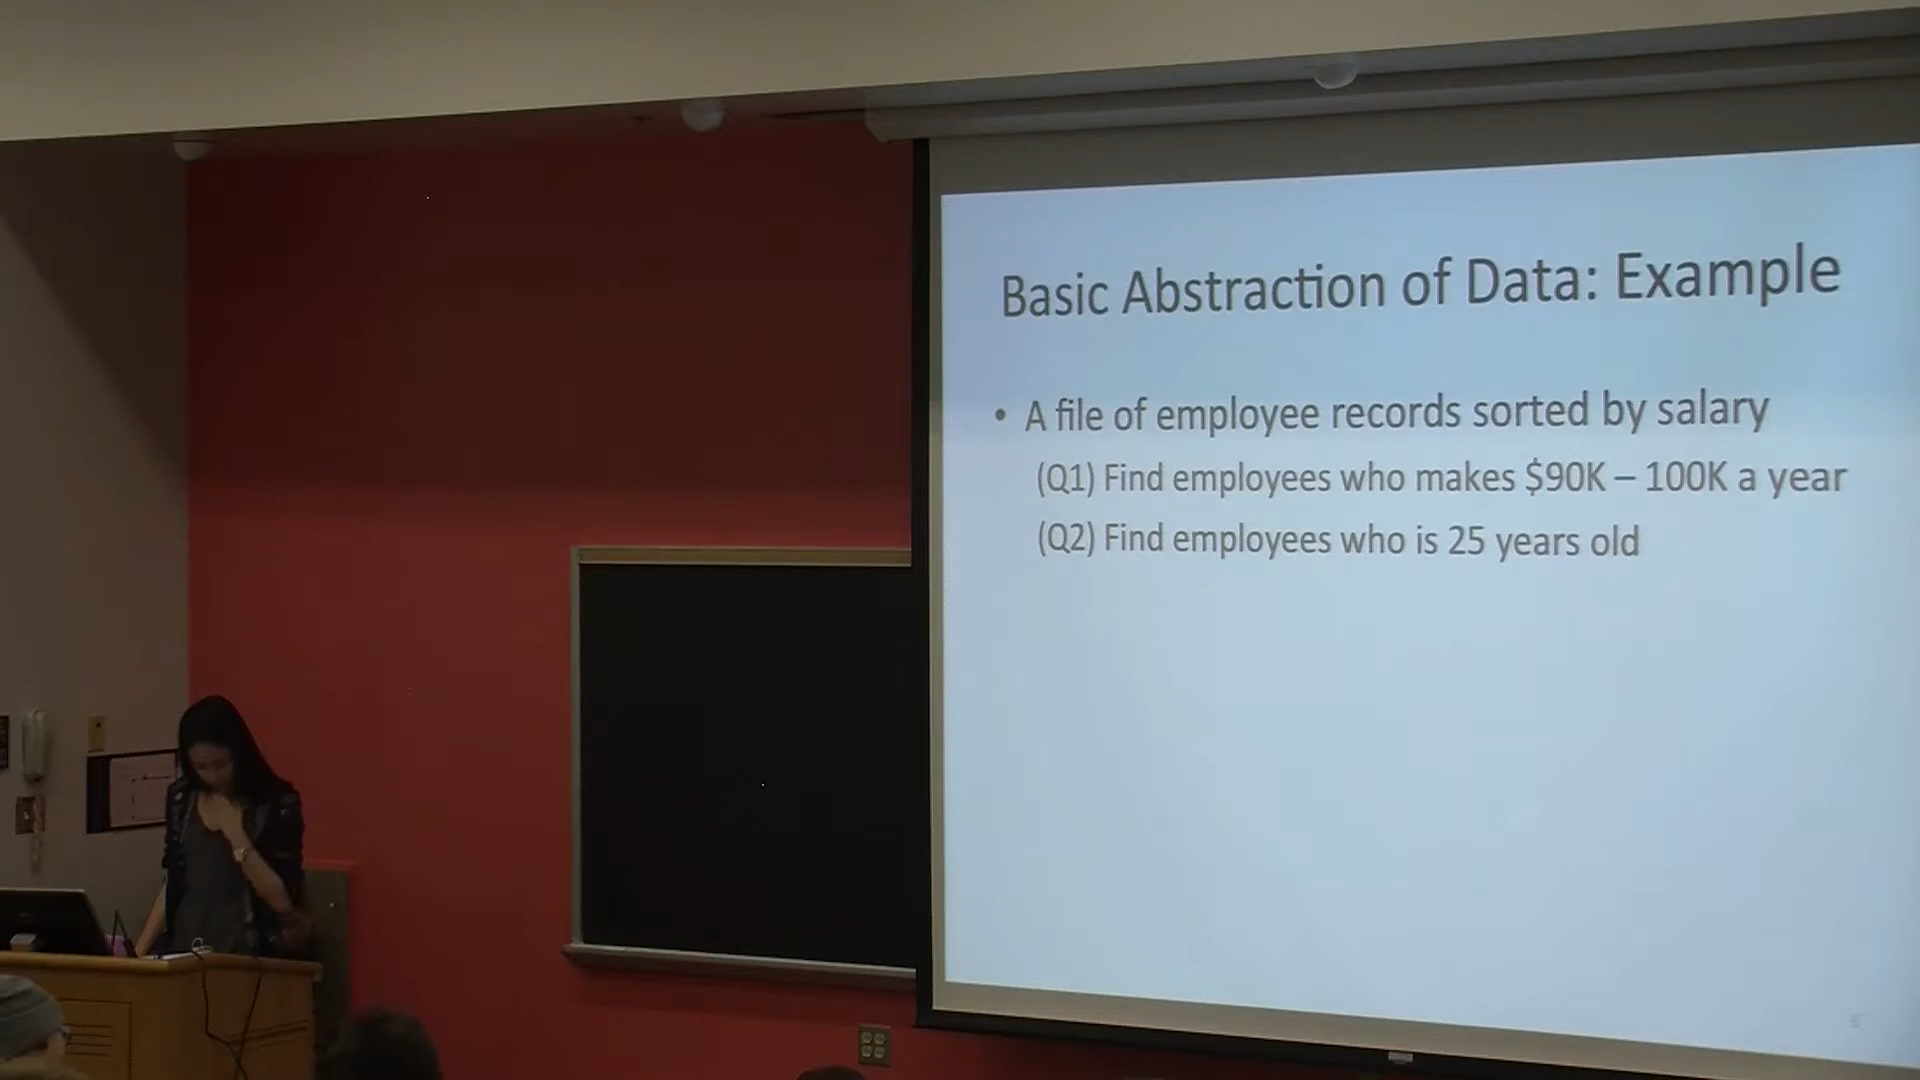 Basic Abstraction of Data: Example
• A file of employee records sorted by salary
(Q1) Find employees who makes $90K – 100K a year
(Q2) Find employees who is 25 years old
5